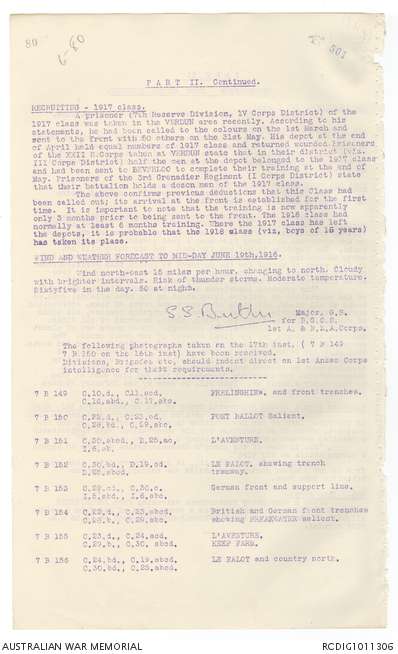 80
6-80
503
PART II. Continued.
RECRUITING - 1917 class.
A prisoner (7th Reserve Division, IV Corps District) of the
1917 class was taken in the VERDUN area recently. According to his
statements, he had been called to the colours on the 1st March and
sent to the front with 50 others on the 31st May. His depot at the end
of April held equal numbers of 1917 class and returned wounded. Prisoners
of the XXII R.Corps taken at VERDUN state that in their district (viz.
III Corps District) half the men at the depot belonged to the 1917 class
and had been sent to BEVERLOO to complete their training at the end of
May. Prisoners of the 3rd Grenadier Regiment (I Corps District) state
that their battalion holds a dozen men of the 1917 class.
The above confirms previous deductions that this Class had
been called out; its arrival at the front is established for the first
time. It is important to note that the training is now apparently
only 3 months prior to being sent to the front. The 1916 class had
normally at least 6 months training. Where the 1917 class has left
the depots, it is probable that the 1918 class (viz, boys of 18 years)
has taken its place.
WIND AND WEATHER FORECAST TO MID-DAY JUNE 19th, 1916.
Wind north-east 15 miles per hour, changing to north. Cloudy
with brighter intervals. Risk of thunder storms. Moderate temperature.
Sixtyfive in the day. 50 at night.
S S Butler
Major, G.S.
for B.G.G.S.
1st A. & N.Z.A.Corps.
The following photographs taken on the 17th inst. ( 7 B 149
7 B 150 on the 16th inst) have been received.
Divisions, Brigades etc. should indent direct on 1st Anzac Corps
intelligence for their requirements.
7 B 149
FRELINGHIEN, and front trenches.
7 B 150
PONT BALLOT Salient.
7 B 151
L'AVENTURE.
7 B 152
LE PALOT, shewing trench
tramway.
7 B 153
German front and support line.
7 B 154
British and German front trenches
shewing BREAKWATER salient.
7 B 155
L'AVENTURE.
KEEP FARM.
7 B 156
LE PALOT and country north.
AUSTRALIAN WAR MEMORIAL
RCDIG1011306